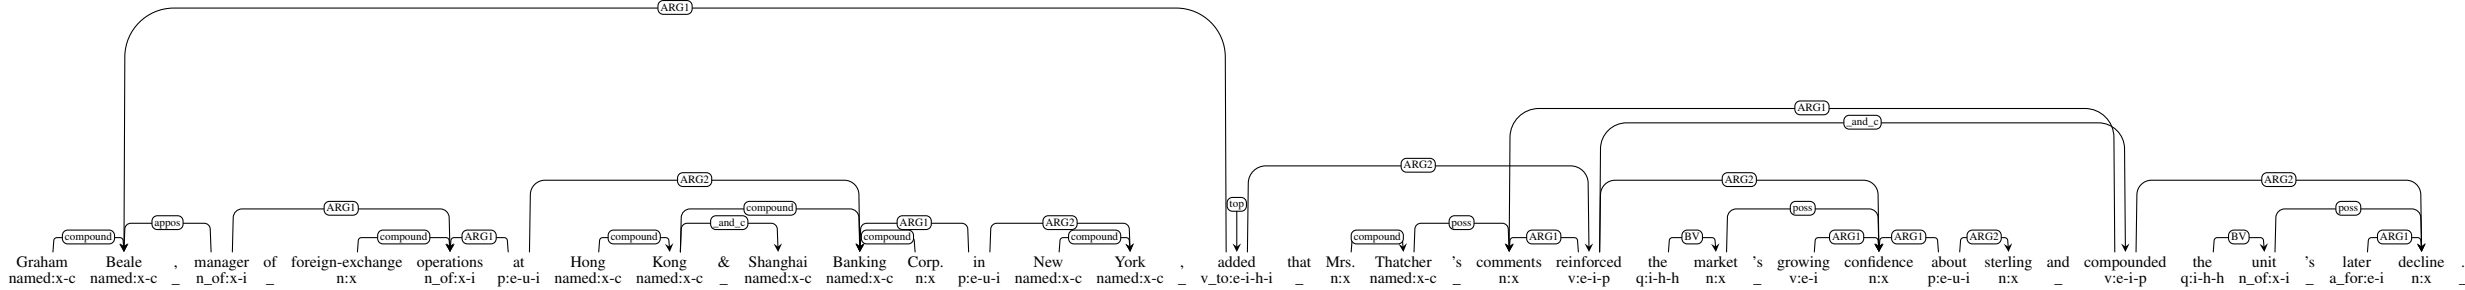 ARG1
ARG1
_and_c
ARG2
ARG2 ARG2 ARG2
top
ARG1 compound
appos _and_c ARG1 ARG2 poss poss poss
compound compound ARG1 compound compound compound compound ARG1 BV ARG1 ARG1 ARG2 BV ARG1
Graham Beale , manager of foreign-exchange operations at Hong Kong & Shanghai Banking Corp. in New York , added that Mrs. Thatcher 's comments reinforced the market 's growing confidence about sterling and compounded the unit 's later decline .
named:x-c named:x-c _ n_of:x-i _ n:x n_of:x-i p:e-u-i named:x-c named:x-c _ named:x-c named:x-c n:x p:e-u-i named:x-c named:x-c _ v_to:e-i-h-i _ n:x named:x-c _ n:x v:e-i-p q:i-h-h n:x _ v:e-i n:x p:e-u-i n:x _ v:e-i-p q:i-h-h n_of:x-i _ a_for:e-i n:x _